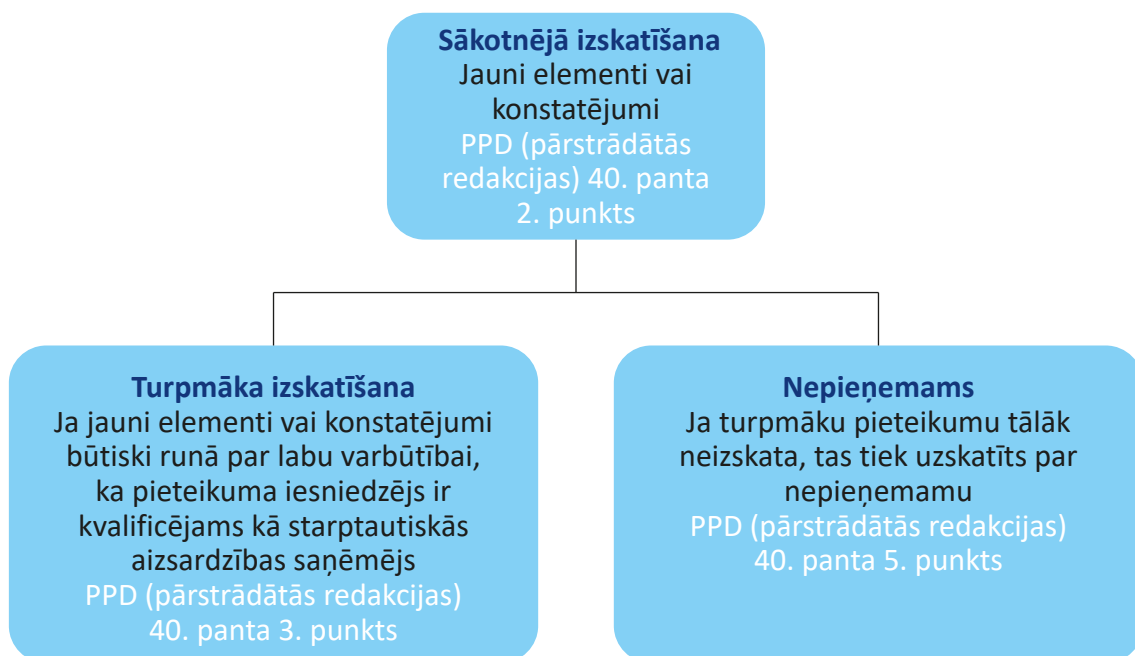 Sākotnējā izskatīšana
Jauni elementi vai
konstatējumi
PPD (pārstrādātās
redakcijas) 40. panta
2. punkts
Turpmāka izskatīšana
Ja jauni elementi vai konstatējumi
būtiski runā par labu varbūtībai,
ka pieteikuma iesniedzējs ir
kvalificējams kā starptautiskās
aizsardzības saņēmējs
PPD (pārstrādātās redakcijas)
40. panta 3. punkts
Nepieņemams
Ja turpmāku pieteikumu tālāk
neizskata, tas tiek uzskatīts par
nepieņemamu
PPD (pārstrādātās redakcijas)
40. panta 5. punkts